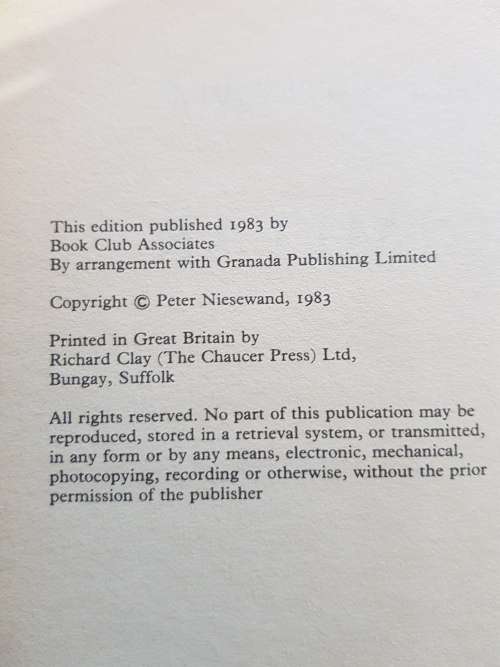 This edition published 1983 by
Book Club Associates
By arrangement with Granada Publishing Limited
Copyright © Peter Niesewand, 1983
Printed in Great Britain by
Richard Clay (The Chaucer Press) Ltd,
Bungay, Suffolk
All rights reserved. No part of this publication may be
reproduced, stored in a retrieval system, or transmitted,
in any form or by any means, electronic, mechanical,
photocopying, recording or otherwise, without the prior
permission of the publisher